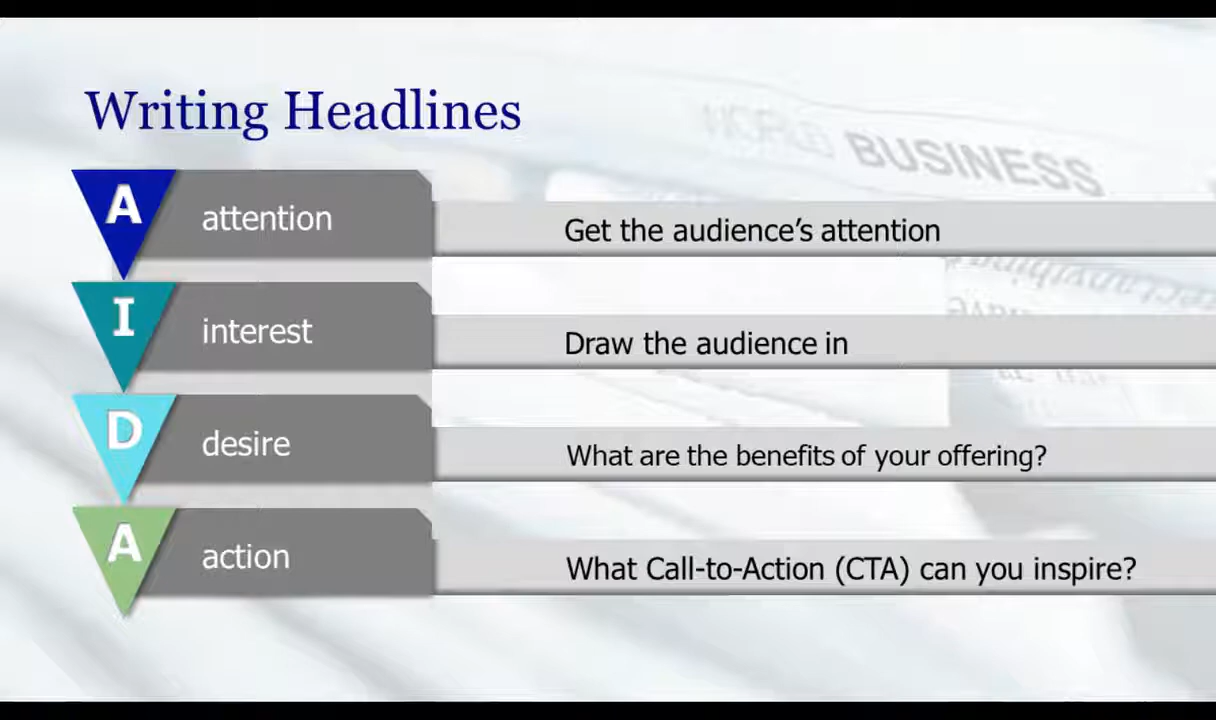 Writing Headlines
WORLD BUSINESS
A attention Get the audience's attention
I interest Draw the audience in
D desire What are the benefits of your offering?
A action What Call-to-Action (CTA) can you inspire?